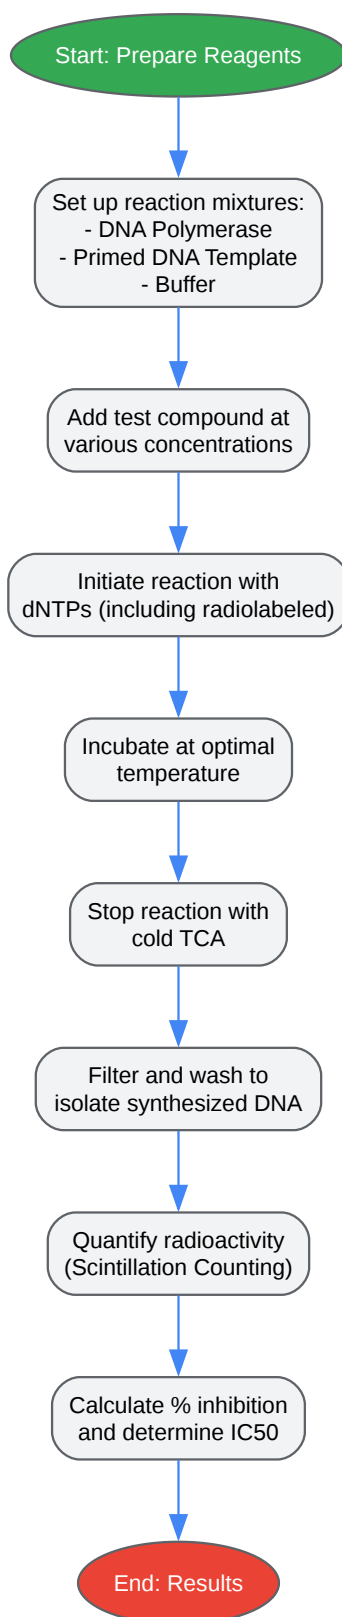 Start: Prepare Reagents
Set up reaction mixtures:
- DNA Polymerase
- Primed DNA Template
- Buffer
Add test compound at
various concentrations
Initiate reaction with
dNTPs (including radiolabeled)
Incubate at optimal
temperature
Stop reaction with
cold TCA
Filter and wash to
isolate synthesized DNA
Quantify radioactivity
(Scintillation Counting)
Calculate % inhibition
and determine IC50
End: Results